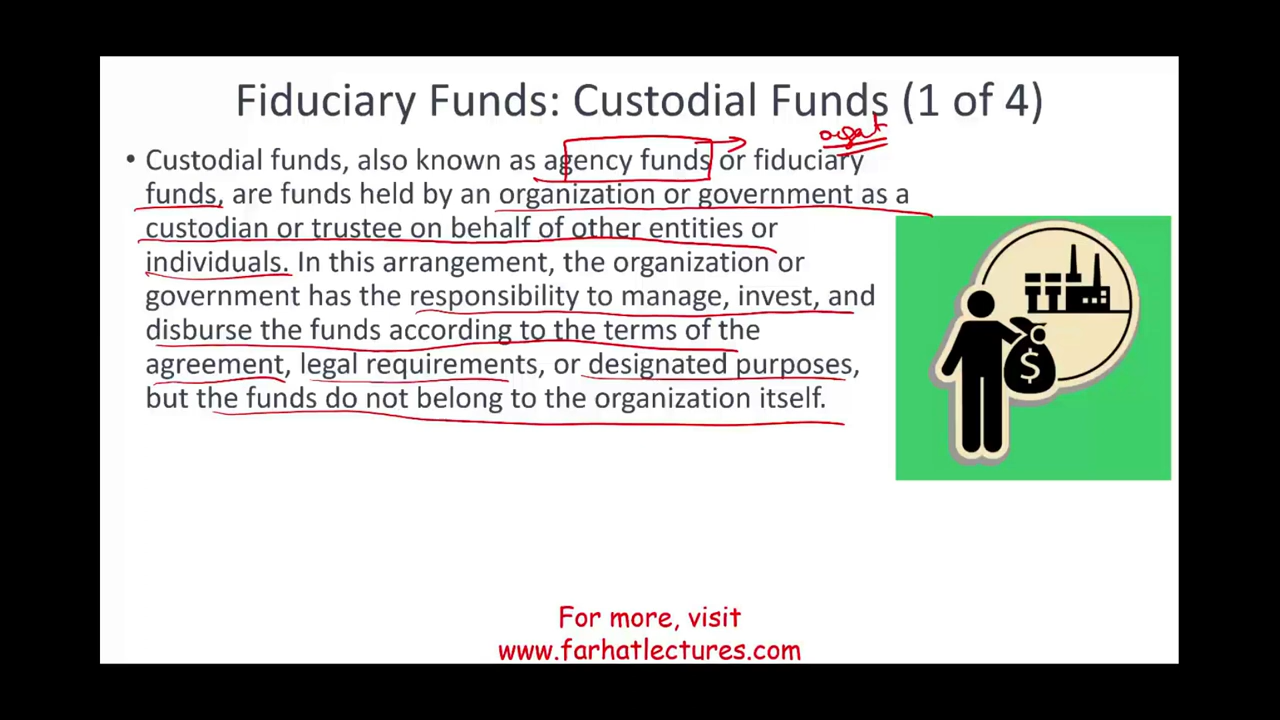 Fiduciary Funds: Custodial Funds (1 of 4)
• Custodial funds, also known as agency funds or fiduciary
funds, are funds held by an organization or government as a
custodian or trustee on behalf of other entities or
individuals. In this arrangement, the organization or
government has the responsibility to manage, invest, and
disburse the funds according to the terms of the
agreement, legal requirements, or designated purposes,
but the funds do not belong to the organization itself.
$
For more, visit
www.farhatlectures.com